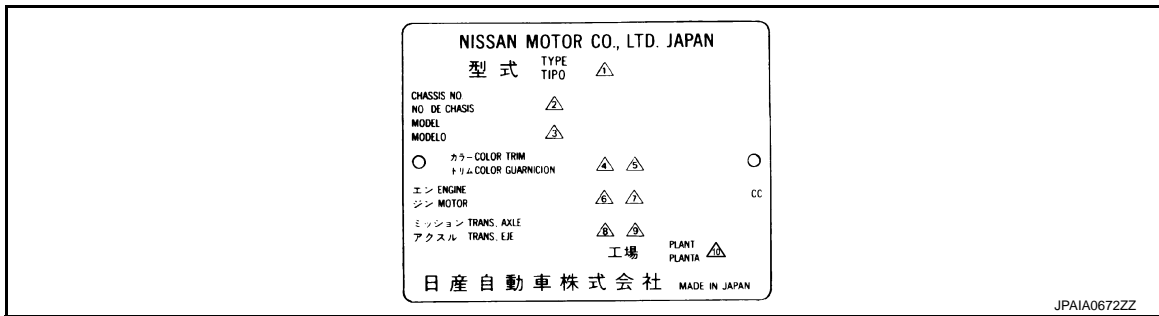 NISSAN MOTOR CO., LTD. JAPAN
型式 TYPE TIPO 1
CHASSIS NO.
NO DE CHASIS 2
MODEL
MODELO 3
カラー COLOR TRIM
トリム COLOR GUARNICION 4 5
エン ENGINE
ジン MOTOR 6 7 CC
ミッション TRANS. AXLE
アクスル TRANS. EJE 8 9
工場 PLANT PLANTA 10
日産自動車株式会社 MADE IN JAPAN
JPAIA0672ZZ